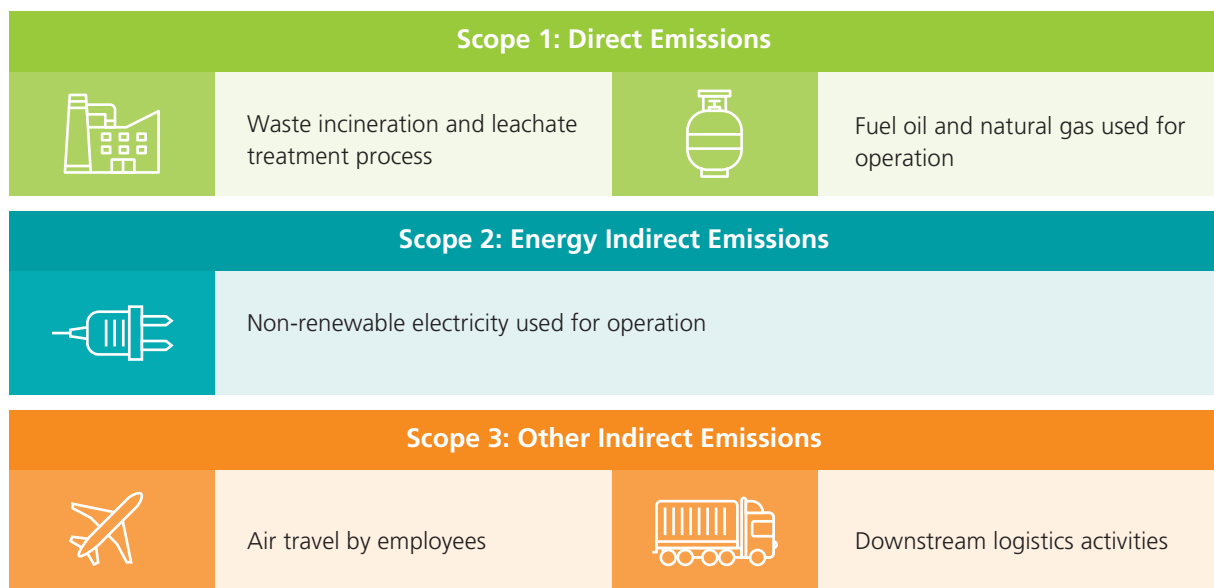 Scope 1: Direct Emissions
Waste incineration and leachate
treatment process
Fuel oil and natural gas used for
operation
Scope 2: Energy Indirect Emissions
Non-renewable electricity used for operation
Scope 3: Other Indirect Emissions
Air travel by employees
Downstream logistics activities